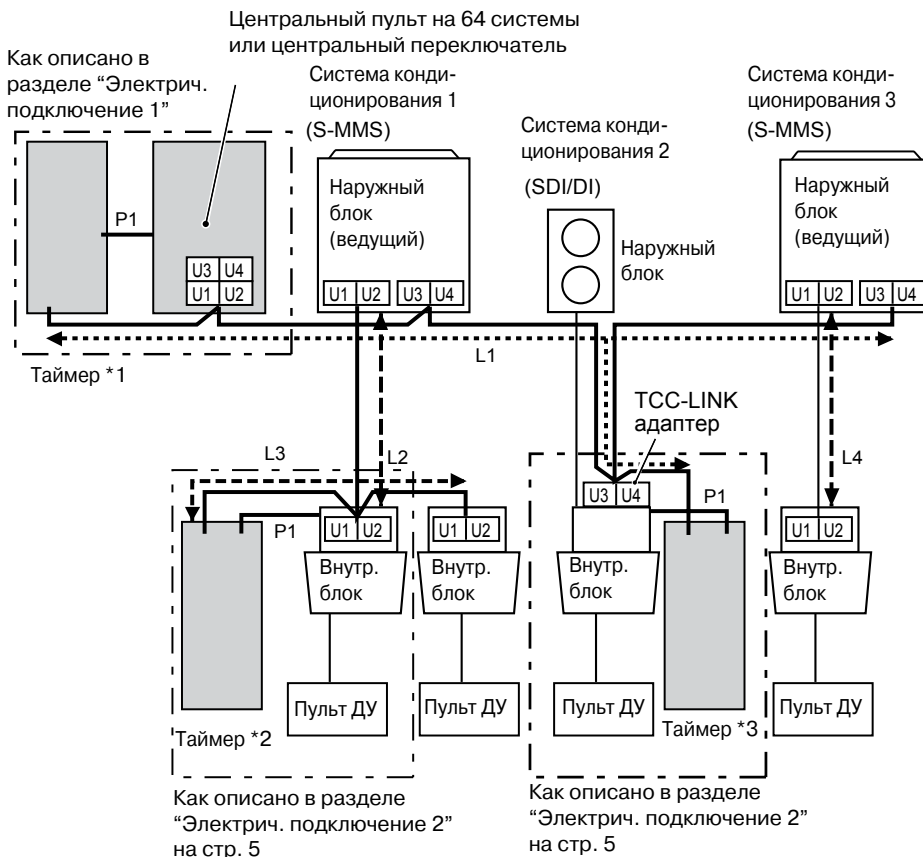 Центральный пульт на 64 системы
или центральный переключатель
Как описано в
разделе “Электрич.
подключение 1”
Система конди-
ционирования 1
(S-MMS)
Система конди-
ционирования 2
(SDI/DI)
Система конди-
ционирования 3
(S-MMS)
P1
U3 U4
U1 U2
Таймер *1
Наружный
блок
(ведущий)
U1 U2 U3 U4
Наружный
блок
Наружный
блок
(ведущий)
U1 U2 U3 U4
L1
TCC-LINK
адаптер
L3
L2
L4
P1
U1 U2
Внутр.
блок
Пульт ДУ
Таймер *2
U1 U2
Внутр.
блок
Пульт ДУ
U3 U4
P1
Внутр.
блок
Пульт ДУ
Таймер *3
U1 U2
Внутр.
блок
Пульт ДУ
Как описано в разделе
“Электрич. подключение 2”
на стр. 5
Как описано в разделе
“Электрич. подключение 2”
на стр. 5